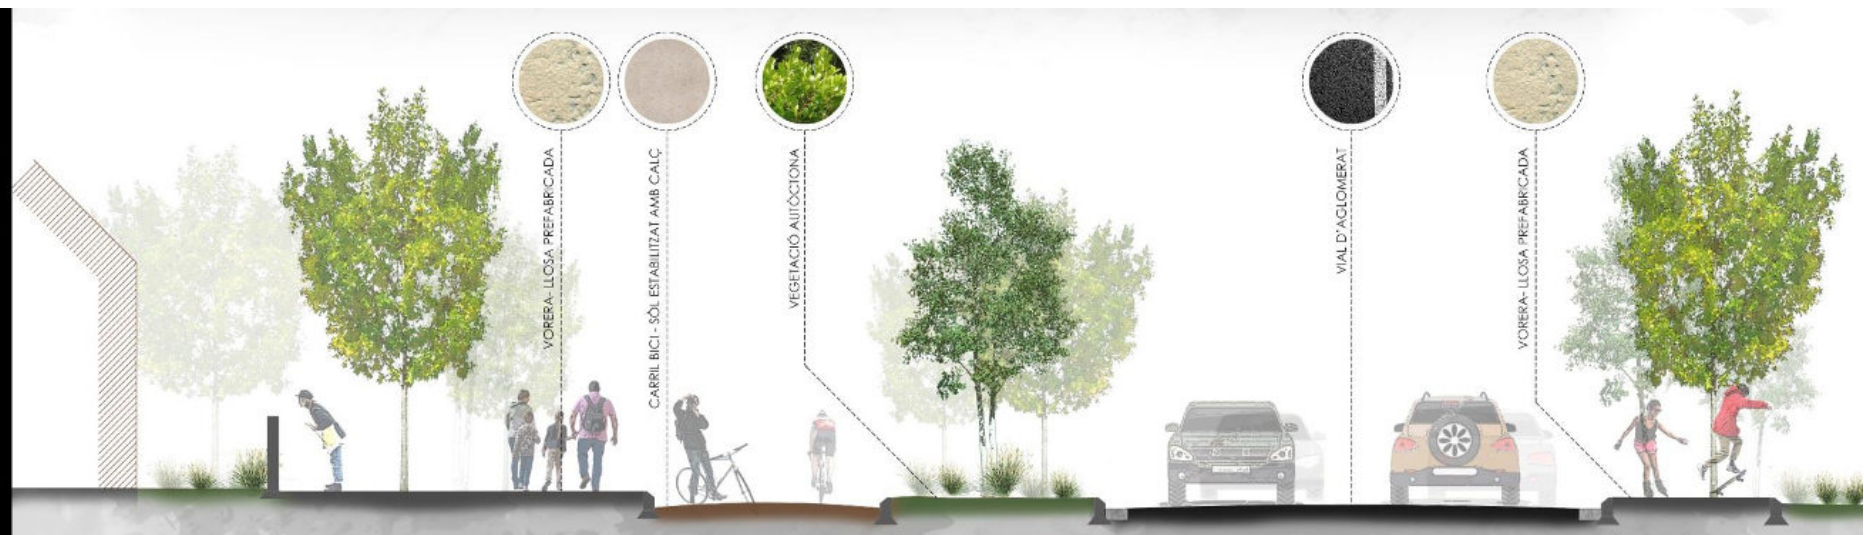 VORERA- LLOSA PREFABRICADA
CARRIL BICI - SÒL ESTABILITZAT AMB CALÇ
VEGETACIÓ AUTÒCTONA
VIAL D'AGLOMERAT
VORERA- LLOSA PREFABRICADA